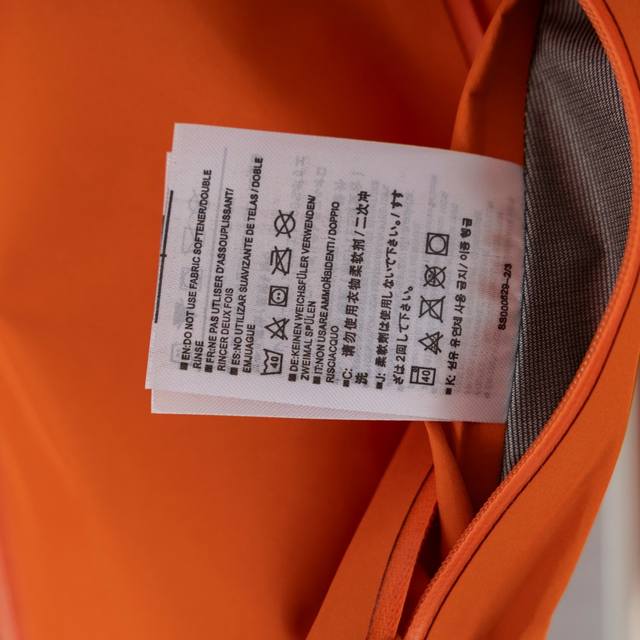 ■ EN:DO NOT USE FABRIC SOFTENER/DOUBLE
RINSE
■ FR:NE PAS UTLISER D'ASSOUPLISSANT/
RINCER DEUX FOIS
■ ES:NO UTILIZAR SUAVIZANTE DE TELAS / DOBLE
ENJUAGUE
40
■ DE:KEINEN WEICHSFÜLER VERWENDEN/
ZWEIMAL SPÜLEN
■ IT:NON USARE AMMORBIDENTI / DOPPIO
RISCIACQUO
■ C: 请勿使用衣物柔软剂 / 二次冲
洗
■ J: 柔軟剤は使用しないで下さい。/ すす
ぎは2回して下さい。
40
■ K: 섬유 유연제 사용 금지 / 이중 헹굼